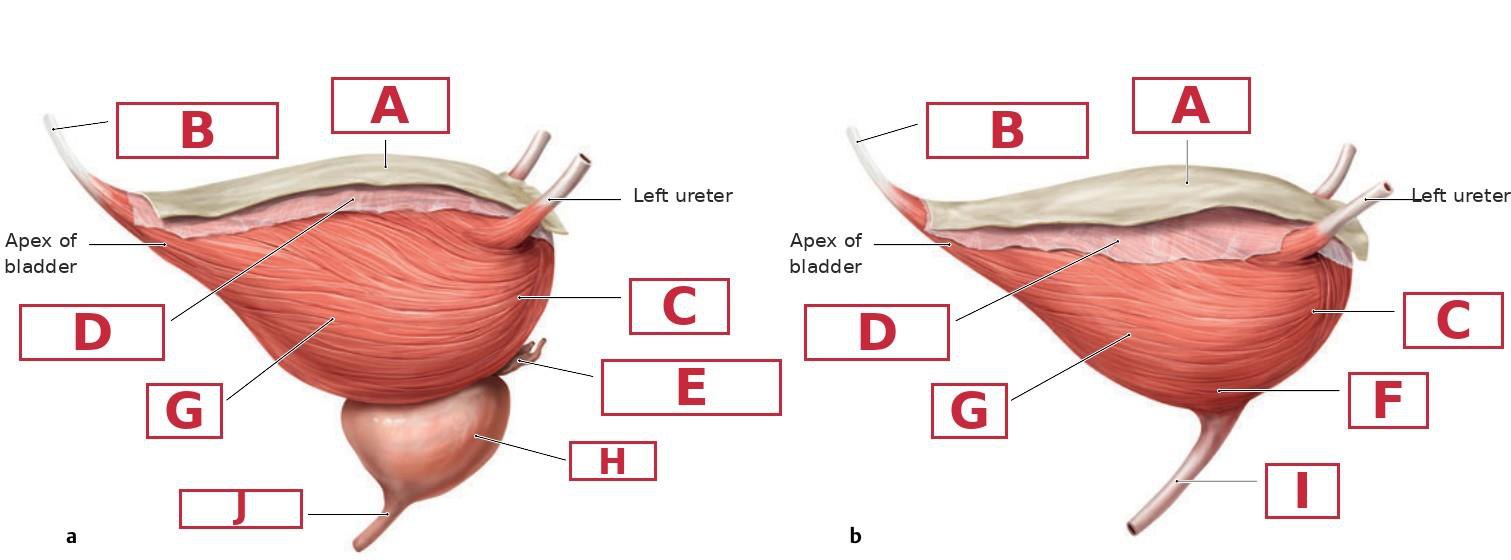 A
B
Left ureter
Apex of
bladder
C
D
E
G
H
J
a
A
B
Left ureter
Apex of
bladder
C
D
F
G
I
b